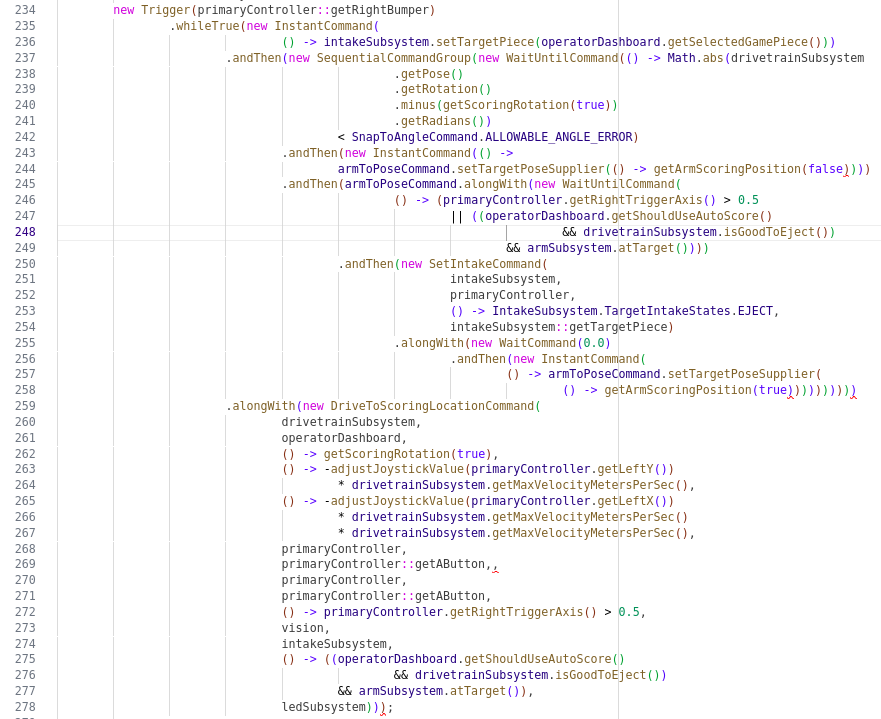 234 new Trigger(primaryController::getRightBumper)
235 .whileTrue(new InstantCommand(
236 () -> intakeSubsystem.setTargetPiece(operatorDashboard.getSelectedGamePiece()))
237 .andThen(new SequentialCommandGroup(new WaitUntilCommand(() -> Math.abs(drivetrainSubsystem
238 .getPose()
239 .getRotation()
240 .minus(getScoringRotation(true))
241 .getRadians())
242 < SnapToAngleCommand.ALLOWABLE_ANGLE_ERROR)
243 .andThen(new InstantCommand(() ->
244 armToPoseCommand.setTargetPoseSupplier(() -> getArmScoringPosition(false))))
245 .andThen(armToPoseCommand.alongWith(new WaitUntilCommand(
246 () -> (primaryController.getRightTriggerAxis() > 0.5
247 || ((operatorDashboard.getShouldUseAutoScore()
248 && drivetrainSubsystem.isGoodToEject())
249 && armSubsystem.atTarget())))
250 .andThen(new SetIntakeCommand(
251 intakeSubsystem,
252 primaryController,
253 () -> IntakeSubsystem.TargetIntakeStates.EJECT,
254 intakeSubsystem::getTargetPiece)
255 .alongWith(new WaitCommand(0.0)
256 .andThen(new InstantCommand(
257 () -> armToPoseCommand.setTargetPoseSupplier(
258 () -> getArmScoringPosition(true))))))))))
259 .alongWith(new DriveToScoringLocationCommand(
260 drivetrainSubsystem,
261 operatorDashboard,
262 () -> getScoringRotation(true),
263 () -> -adjustJoystickValue(primaryController.getLeftY())
264 * drivetrainSubsystem.getMaxVelocityMetersPerSec(),
265 () -> -adjustJoystickValue(primaryController.getLeftX())
266 * drivetrainSubsystem.getMaxVelocityMetersPerSec()
267 * drivetrainSubsystem.getMaxVelocityMetersPerSec(),
268 primaryController,
269 primaryController::getAButton,,
270 primaryController,
271 primaryController::getAButton,
272 () -> primaryController.getRightTriggerAxis() > 0.5,
273 vision,
274 intakeSubsystem,
275 () -> ((operatorDashboard.getShouldUseAutoScore()
276 && drivetrainSubsystem.isGoodToEject())
277 && armSubsystem.atTarget()),
278 ledSubsystem)));